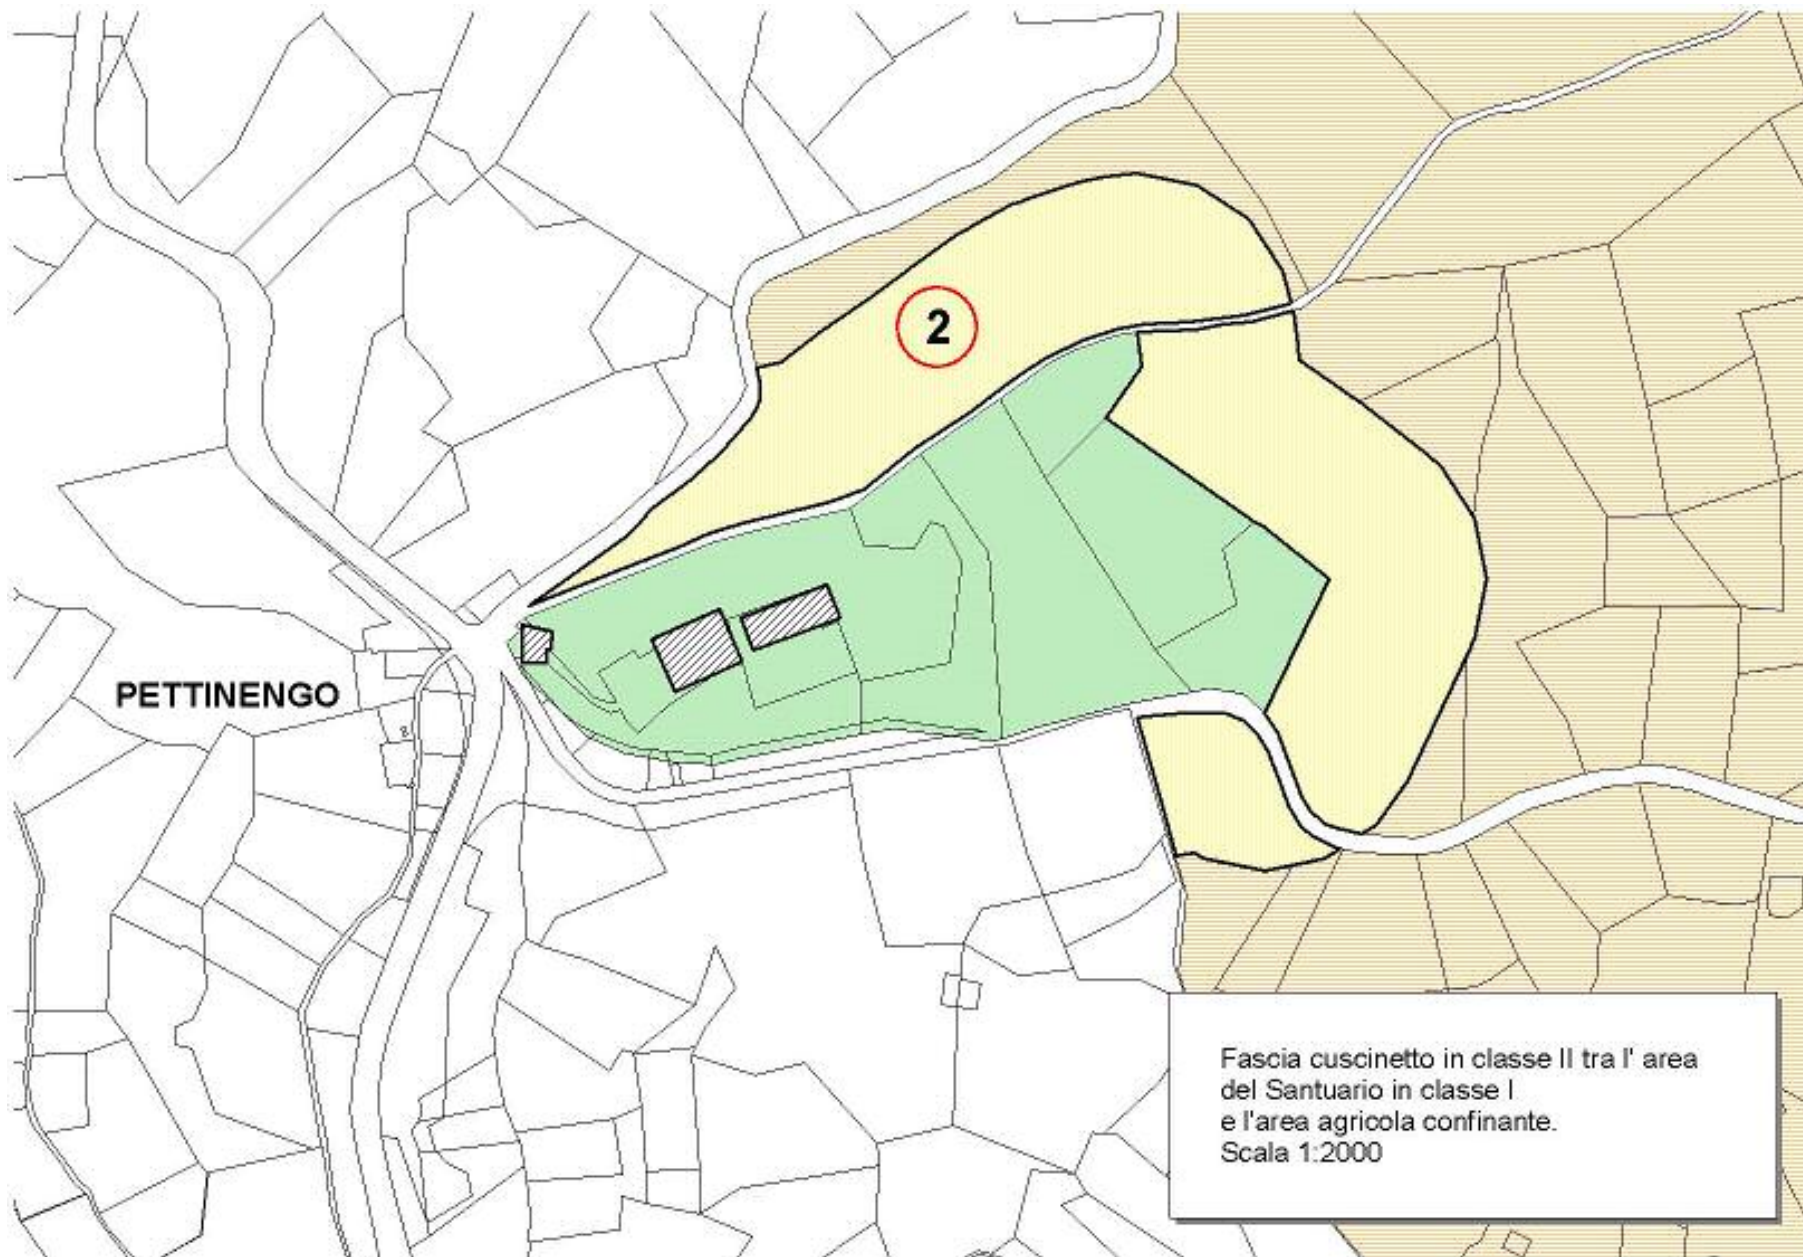 2
PETTINENGO
Fascia cuscinetto in classe II tra l' area
del Santuario in classe I
e l'area agricola confinante.
Scala 1:2000